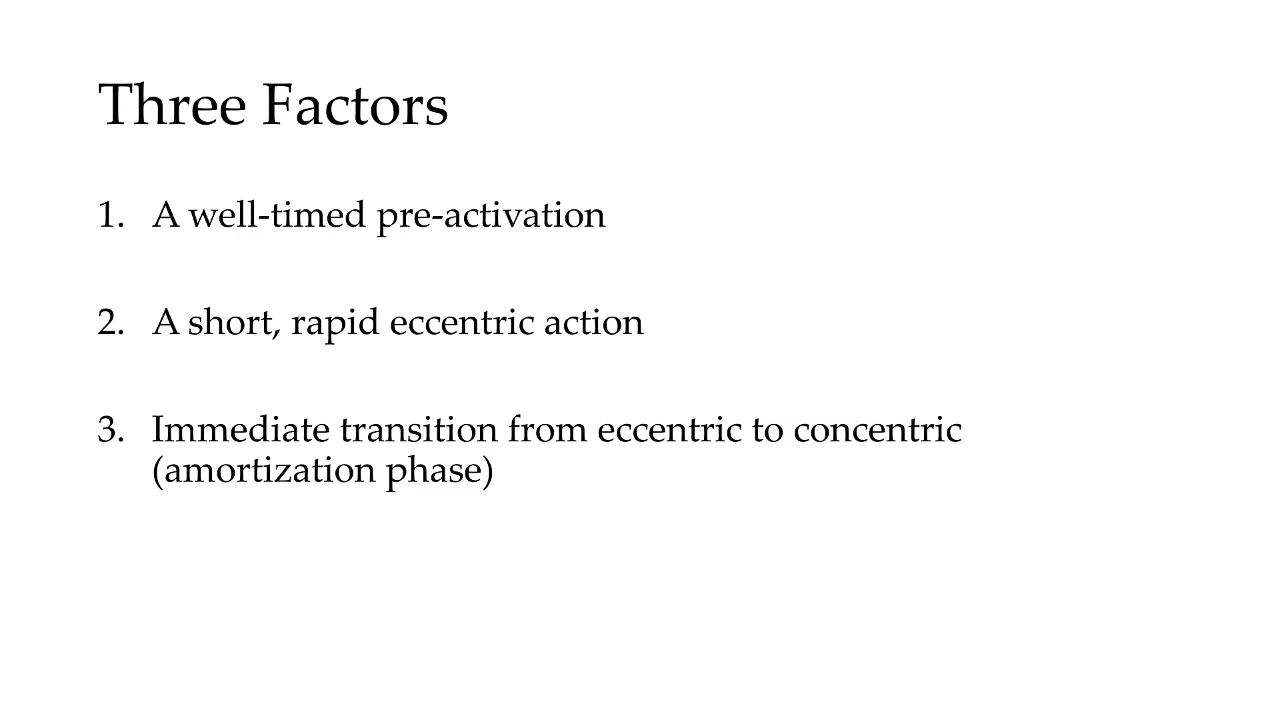 Three Factors
1. A well-timed pre-activation
2. A short, rapid eccentric action
3. Immediate transition from eccentric to concentric
(amortization phase)